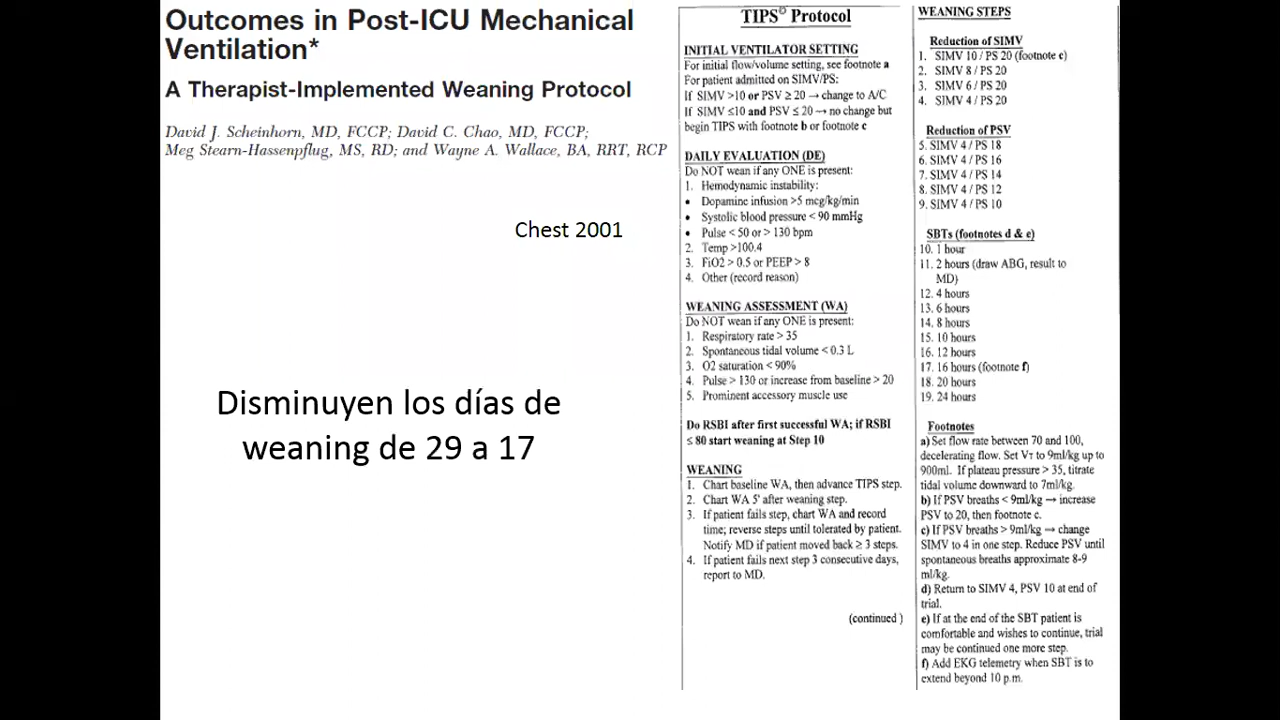 Outcomes in Post-ICU Mechanical
Ventilation*
A Therapist-Implemented Weaning Protocol
David J. Scheinhorn, MD, FCCP; David C. Chao, MD, FCCP;
Meg Stearn-Hassenpflug, MS, RD; and Wayne A. Wallace, BA, RRT, RCP
Chest 2001
Disminuyen los días de
weaning de 29 a 17
TIPS© Protocol
INITIAL VENTILATOR SETTING
For initial flow/volume setting, see footnote a
For patient admitted on SIMV/PS:
If SIMV >10 or PSV ≥ 20 → change to A/C
If SIMV ≤10 and PSV ≤ 20 → no change but
begin TIPS with footnote b or footnote c
DAILY EVALUATION (DE)
Do NOT wean if any ONE is present:
1. Hemodynamic instability:
• Dopamine infusion >5 mcg/kg/min
• Systolic blood pressure < 90 mmHg
• Pulse < 50 or > 130 bpm
2. Temp >100.4
3. FiO2 > 0.5 or PEEP > 8
4. Other (record reason)
WEANING ASSESSMENT (WA)
Do NOT wean if any ONE is present:
1. Respiratory rate > 35
2. Spontaneous tidal volume < 0.3 L
3. O2 saturation < 90%
4. Pulse > 130 or increase from baseline > 20
5. Prominent accessory muscle use
Do RSBI after first successful WA; if RSBI
≤ 80 start weaning at Step 10
WEANING
1. Chart baseline WA, then advance TIPS step.
2. Chart WA 5' after weaning step.
3. If patient fails step, chart WA and record
time; reverse steps until tolerated by patient.
Notify MD if patient moved back ≥ 3 steps.
4. If patient fails next step 3 consecutive days,
report to MD.
(continued )
WEANING STEPS
Reduction of SIMV
1. SIMV 10 / PS 20 (footnote c)
2. SIMV 8 / PS 20
3. SIMV 6 / PS 20
4. SIMV 4 / PS 20
Reduction of PSV
5. SIMV 4 / PS 18
6. SIMV 4 / PS 16
7. SIMV 4 / PS 14
8. SIMV 4 / PS 12
9. SIMV 4 / PS 10
SBTs (footnotes d & e)
10. 1 hour
11. 2 hours (draw ABG, result to
MD)
12. 4 hours
13. 6 hours
14. 8 hours
15. 10 hours
16. 12 hours
17. 16 hours (footnote f)
18. 20 hours
19. 24 hours
Footnotes
a) Set flow rate between 70 and 100,
decelerating flow. Set VT to 9ml/kg up to
900ml. If plateau pressure > 35, titrate
tidal volume downward to 7ml/kg.
b) If PSV breaths < 9ml/kg → increase
PSV to 20, then footnote c.
c) If PSV breaths > 9ml/kg → change
SIMV to 4 in one step. Reduce PSV until
spontaneous breaths approximate 8-9
ml/kg.
d) Return to SIMV 4, PSV 10 at end of
trial.
e) If at the end of the SBT patient is
comfortable and wishes to continue, trial
may be continued one more step.
f) Add EKG telemetry when SBT is to
extend beyond 10 p.m.